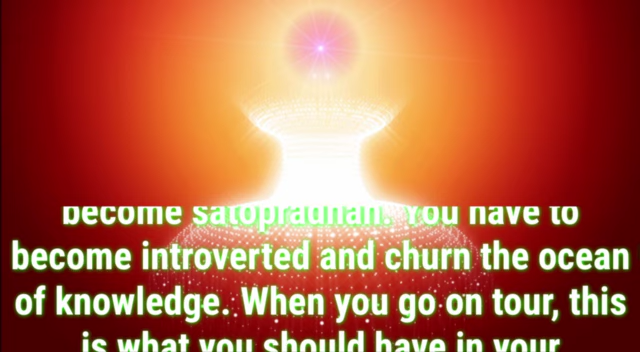 become satopradhan. You have to
become introverted and churn the ocean
of knowledge. When you go on tour, this
is what you should have in your